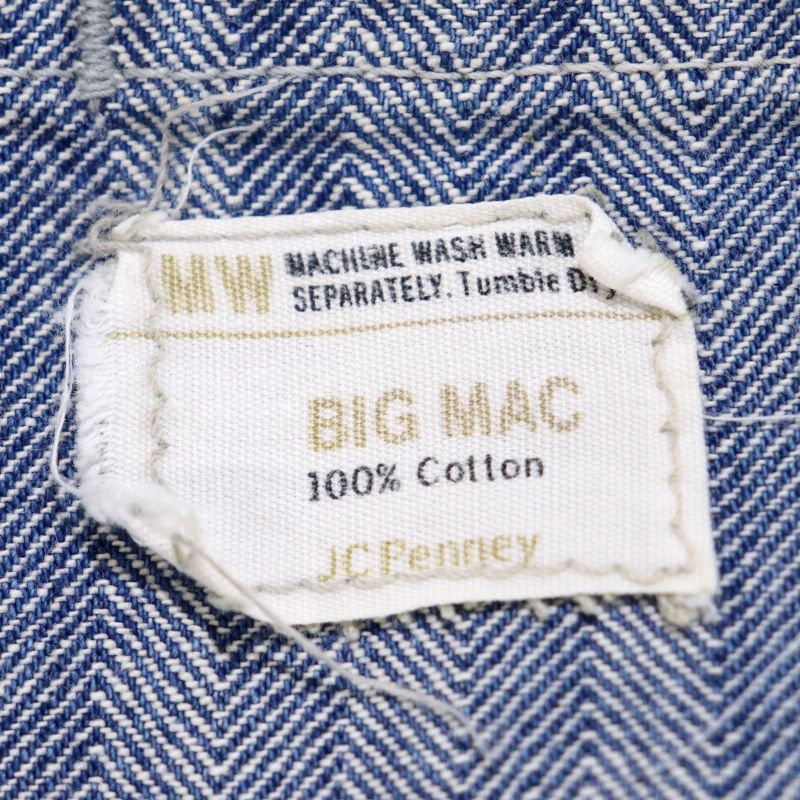 MW MACHINE WASH WARM
SEPARATELY. Tumble Dry
BIG MAC
100% Cotton
JCPenney